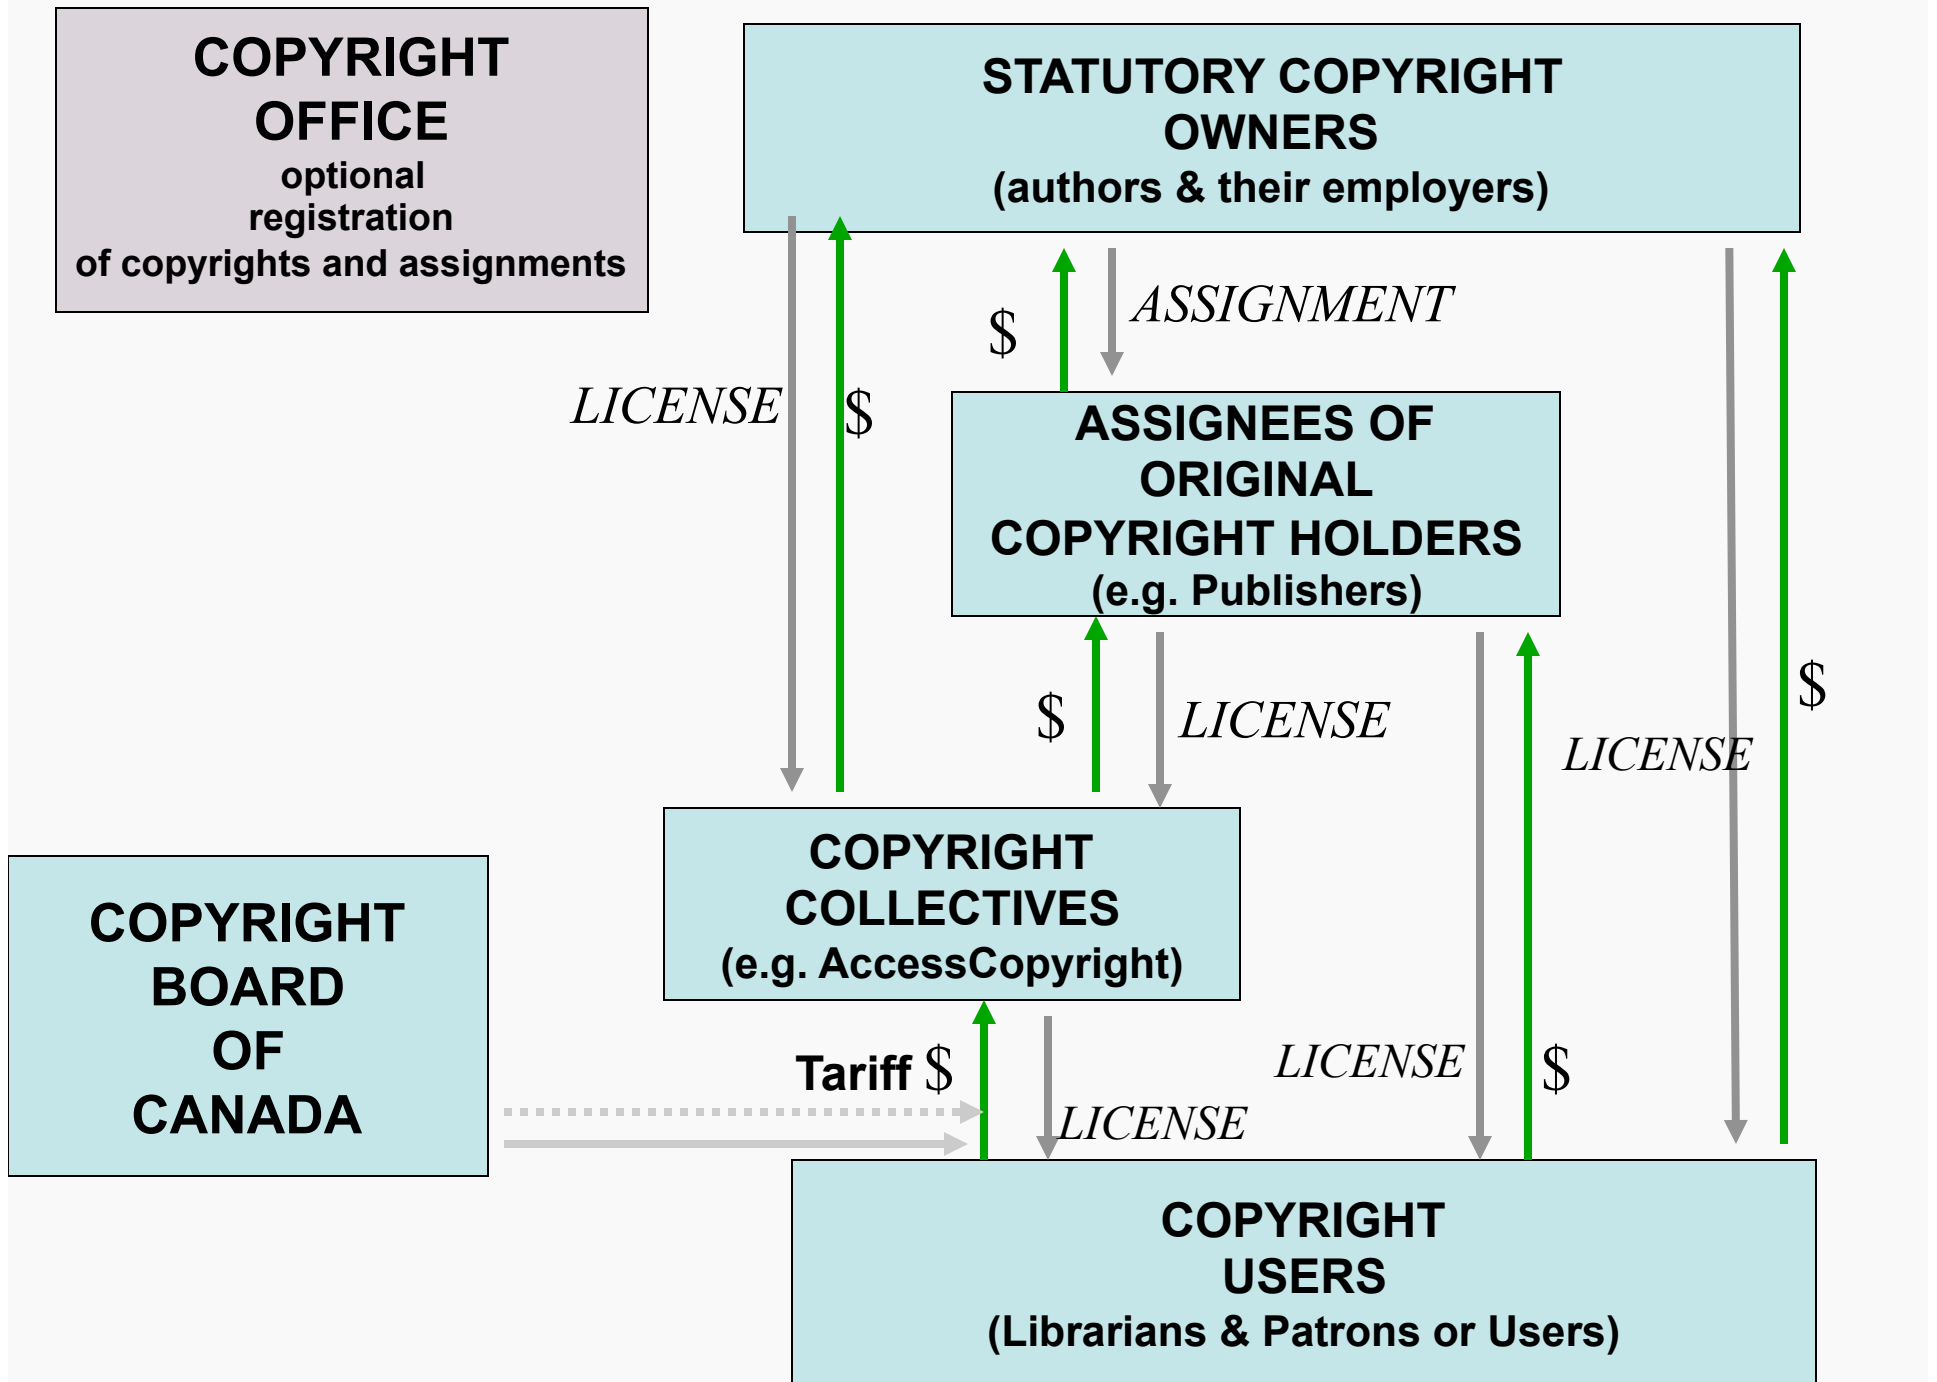 COPYRIGHT
OFFICE
optional
registration
of copyrights and assignments
STATUTORY COPYRIGHT
OWNERS
(authors & their employers)
$
ASSIGNMENT
LICENSE
$
ASSIGNEES OF
ORIGINAL
COPYRIGHT HOLDERS
(e.g. Publishers)
$
LICENSE
LICENSE
$
COPYRIGHT
COLLECTIVES
(e.g. AccessCopyright)
COPYRIGHT
BOARD
OF
CANADA
Tariff $
LICENSE
LICENSE
$
COPYRIGHT
USERS
(Librarians & Patrons or Users)